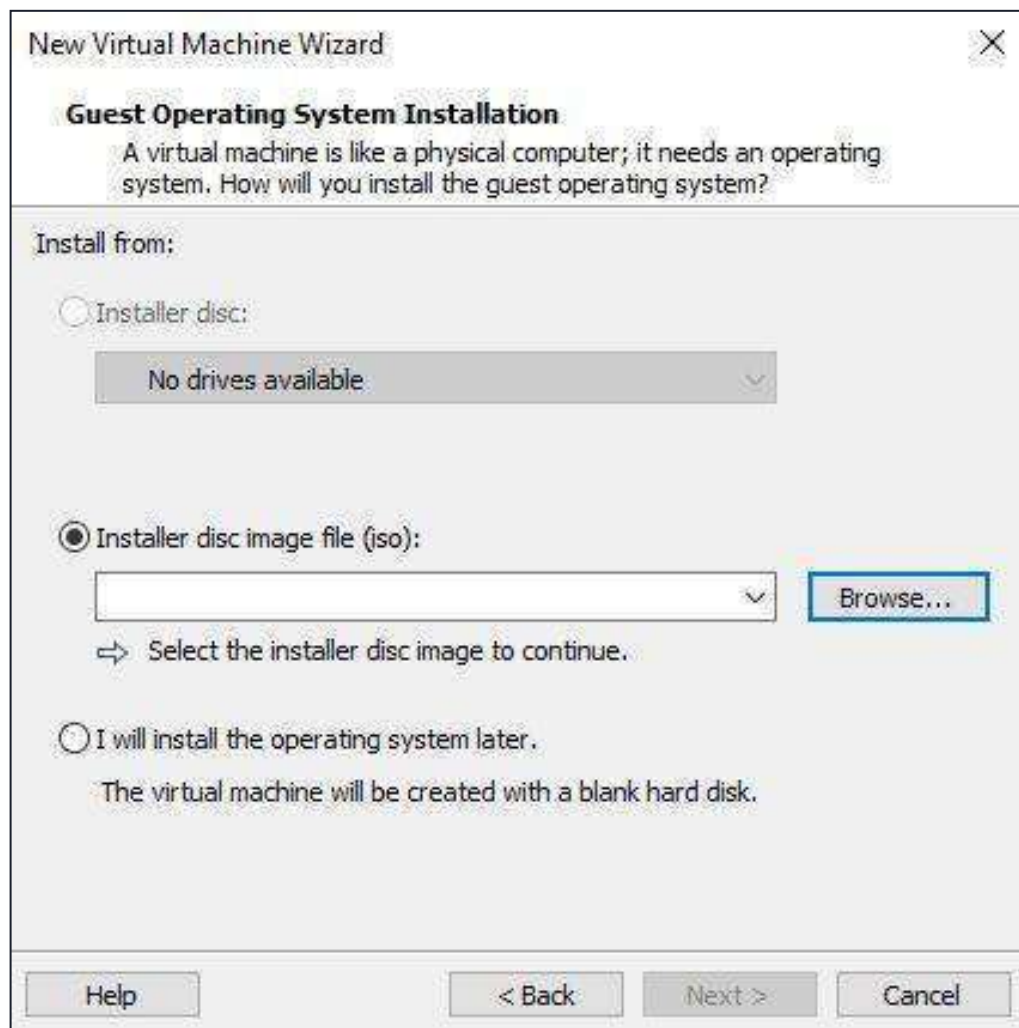 New Virtual Machine Wizard
Guest Operating System Installation
A virtual machine is like a physical computer; it needs an operating
system. How will you install the guest operating system?
Install from:
Installer disc:
No drives available
Installer disc image file (iso):
Browse...
Select the installer disc image to continue.
I will install the operating system later.
The virtual machine will be created with a blank hard disk.
Help
< Back
Next >
Cancel